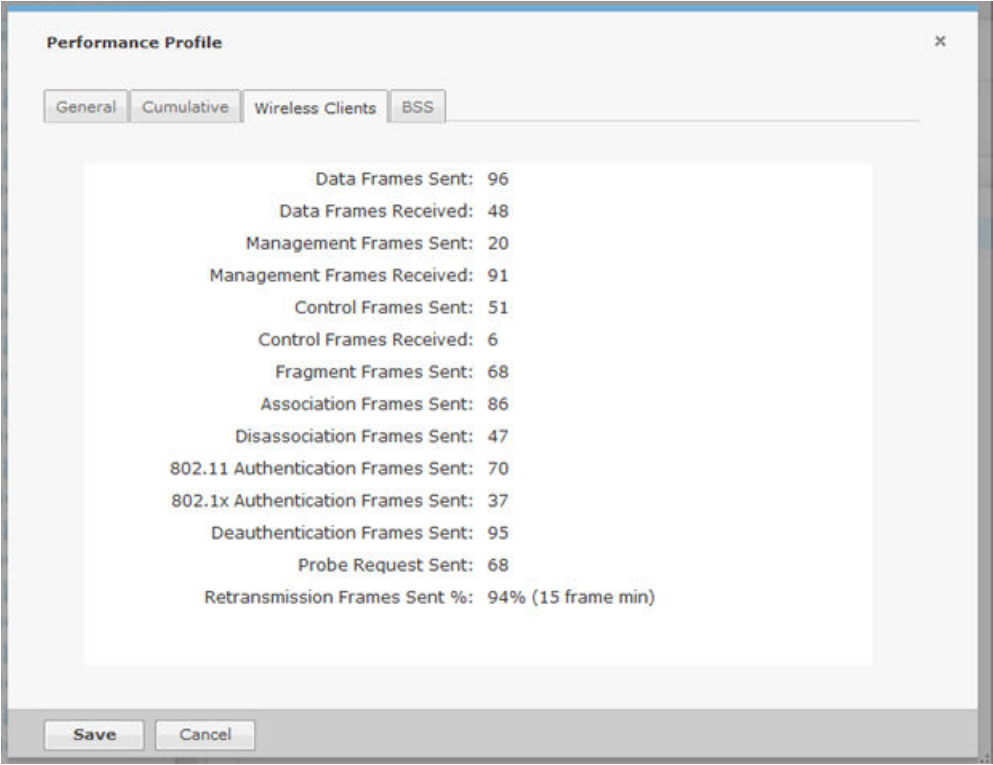 Performance Profile ×
General Cumulative Wireless Clients BSS
Data Frames Sent: 96
Data Frames Received: 48
Management Frames Sent: 20
Management Frames Received: 91
Control Frames Sent: 51
Control Frames Received: 6
Fragment Frames Sent: 68
Association Frames Sent: 86
Disassociation Frames Sent: 47
802.11 Authentication Frames Sent: 70
802.1x Authentication Frames Sent: 37
Deauthentication Frames Sent: 95
Probe Request Sent: 68
Retransmission Frames Sent %: 94% (15 frame min)
Save Cancel